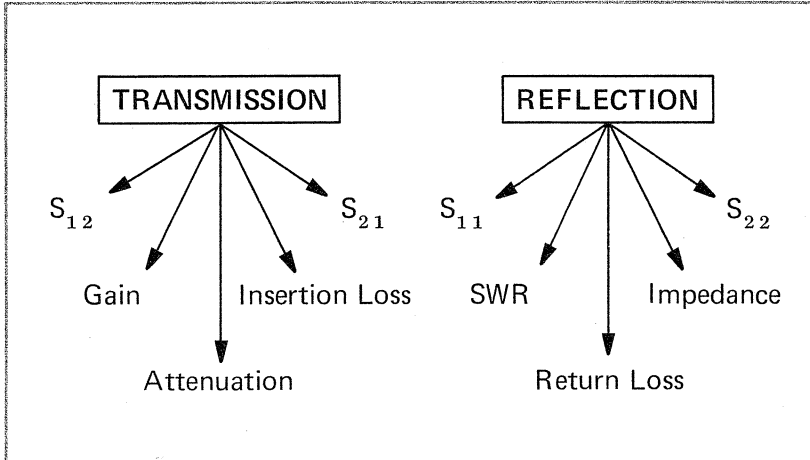 TRANSMISSION
REFLECTION
S12
S21
S11
S22
Gain
Insertion Loss
SWR
Impedance
Attenuation
Return Loss